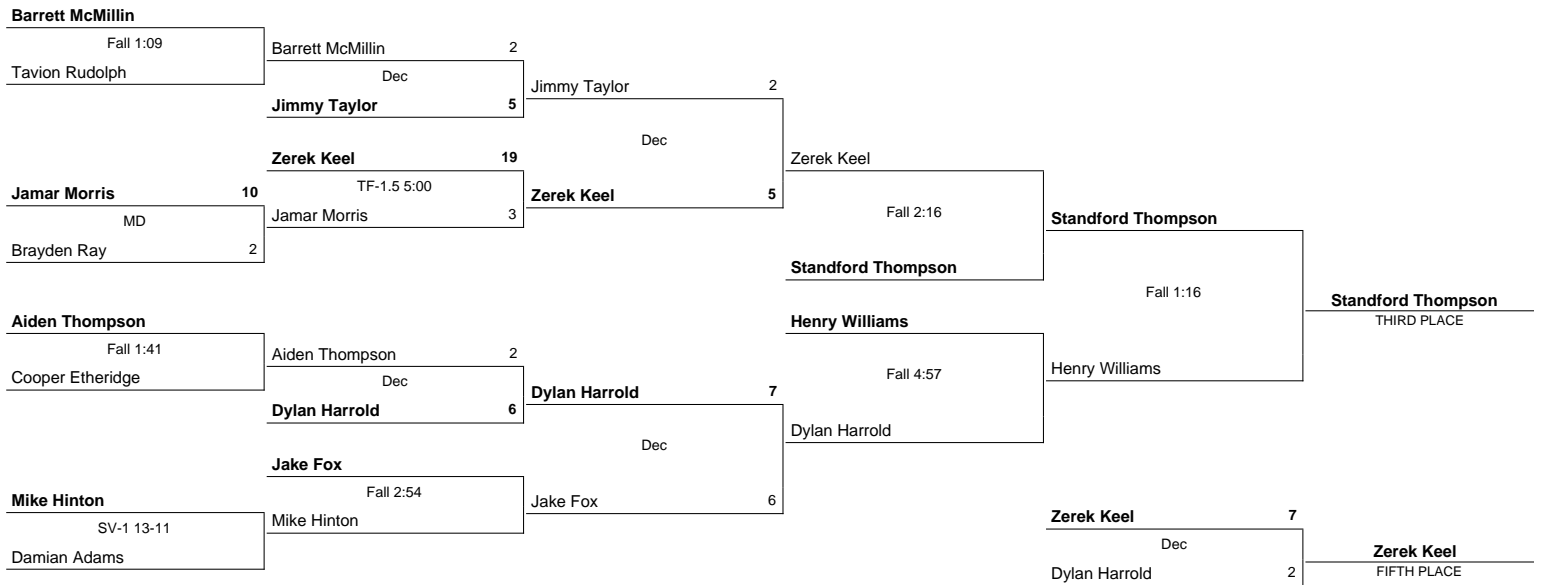 Barrett McMillin
Fall 1:09
Tavion Rudolph
Barrett McMillin 2
Dec
Jimmy Taylor 5
Jimmy Taylor 2
Dec
Zerek Keel 5
Zerek Keel 19
TF-1.5 5:00
Jamar Morris 3
Jamar Morris 10
MD
Brayden Ray 2
Zerek Keel
Fall 2:16
Standford Thompson
Standford Thompson
Fall 1:16
Henry Williams
Standford Thompson
THIRD PLACE
Aiden Thompson
Fall 1:41
Cooper Etheridge
Aiden Thompson 2
Dec
Dylan Harrold 6
Dylan Harrold 7
Dec
Jake Fox 6
Henry Williams
Fall 4:57
Dylan Harrold
Jake Fox
Fall 2:54
Mike Hinton
Mike Hinton
SV-1 13-11
Damian Adams
Zerek Keel 7
Dec
Dylan Harrold 2
Zerek Keel
FIFTH PLACE